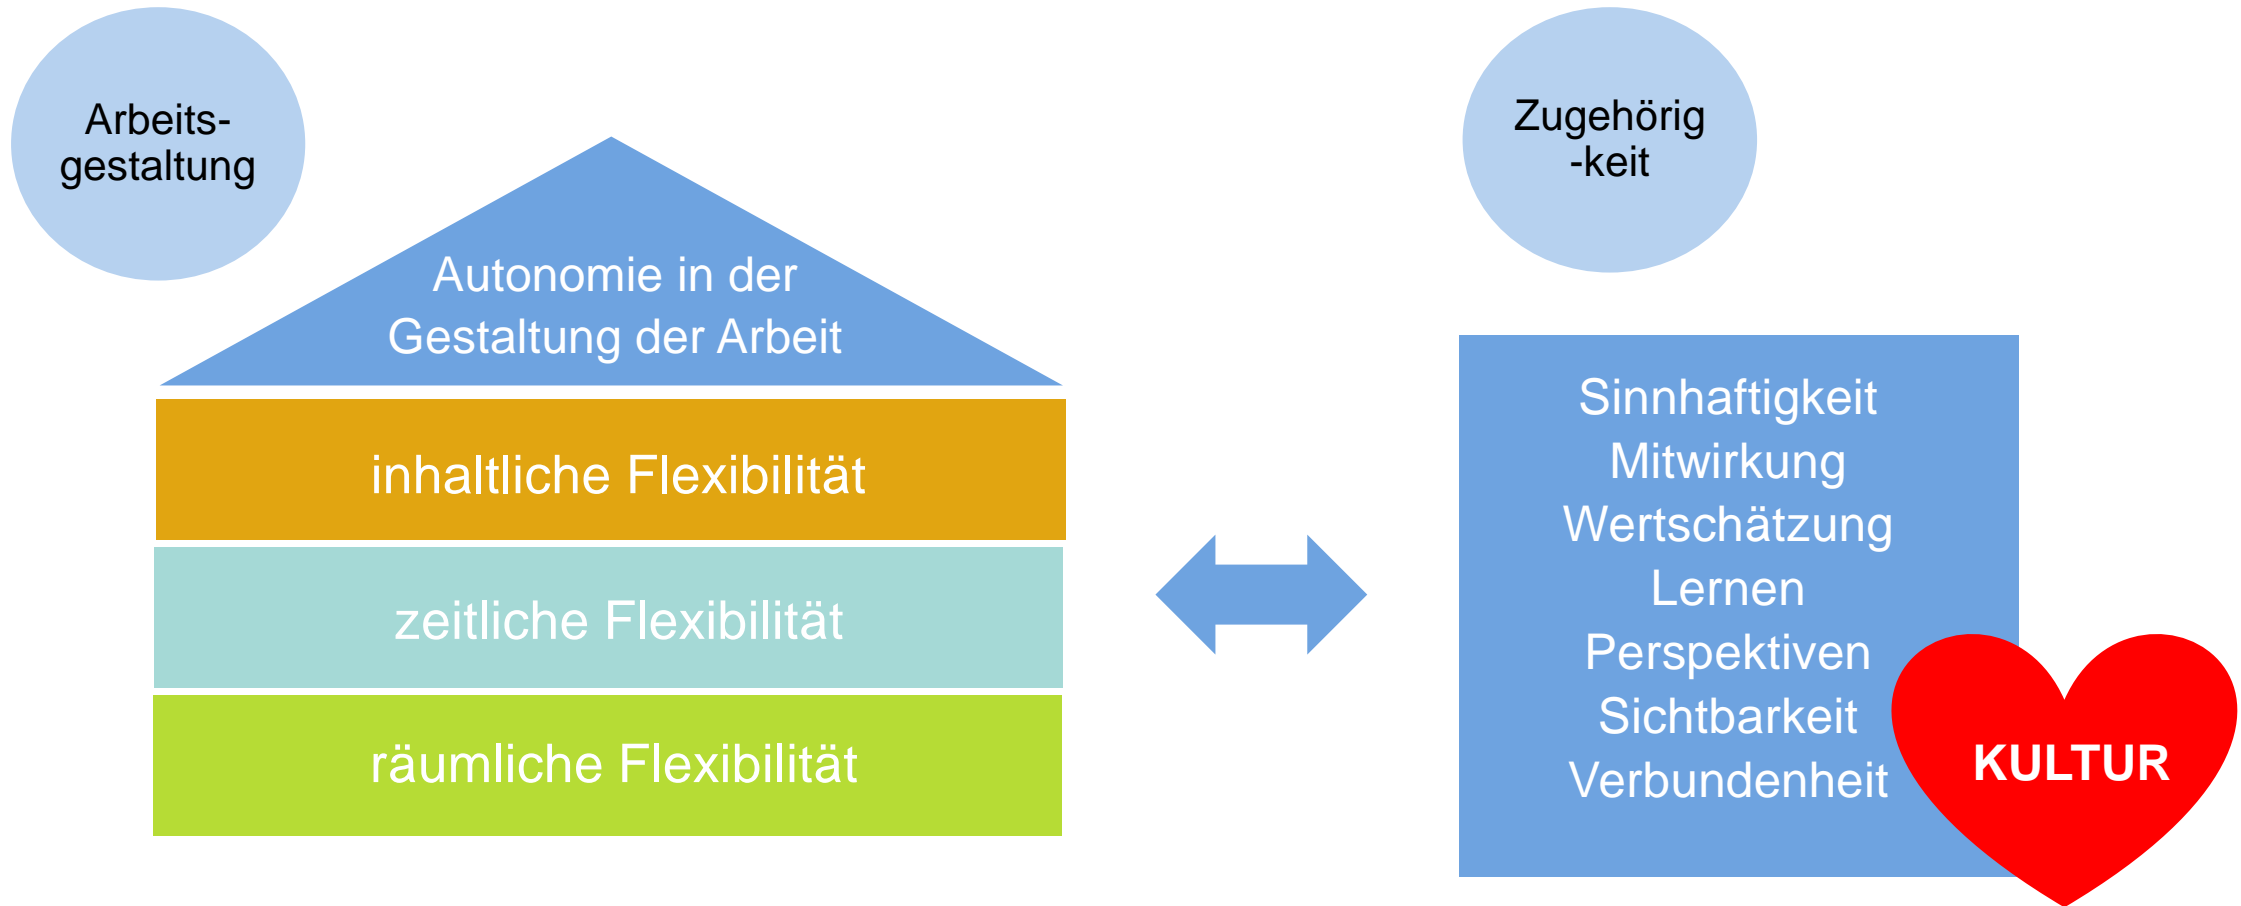 Arbeits-
gestaltung
Autonomie in der
Gestaltung der Arbeit
inhaltliche Flexibilität
zeitliche Flexibilität
räumliche Flexibilität
Zugehörig
-keit
Sinnhaftigkeit
Mitwirkung
Wertschätzung
Lernen
Perspektiven
Sichtbarkeit
Verbundenheit
KULTUR